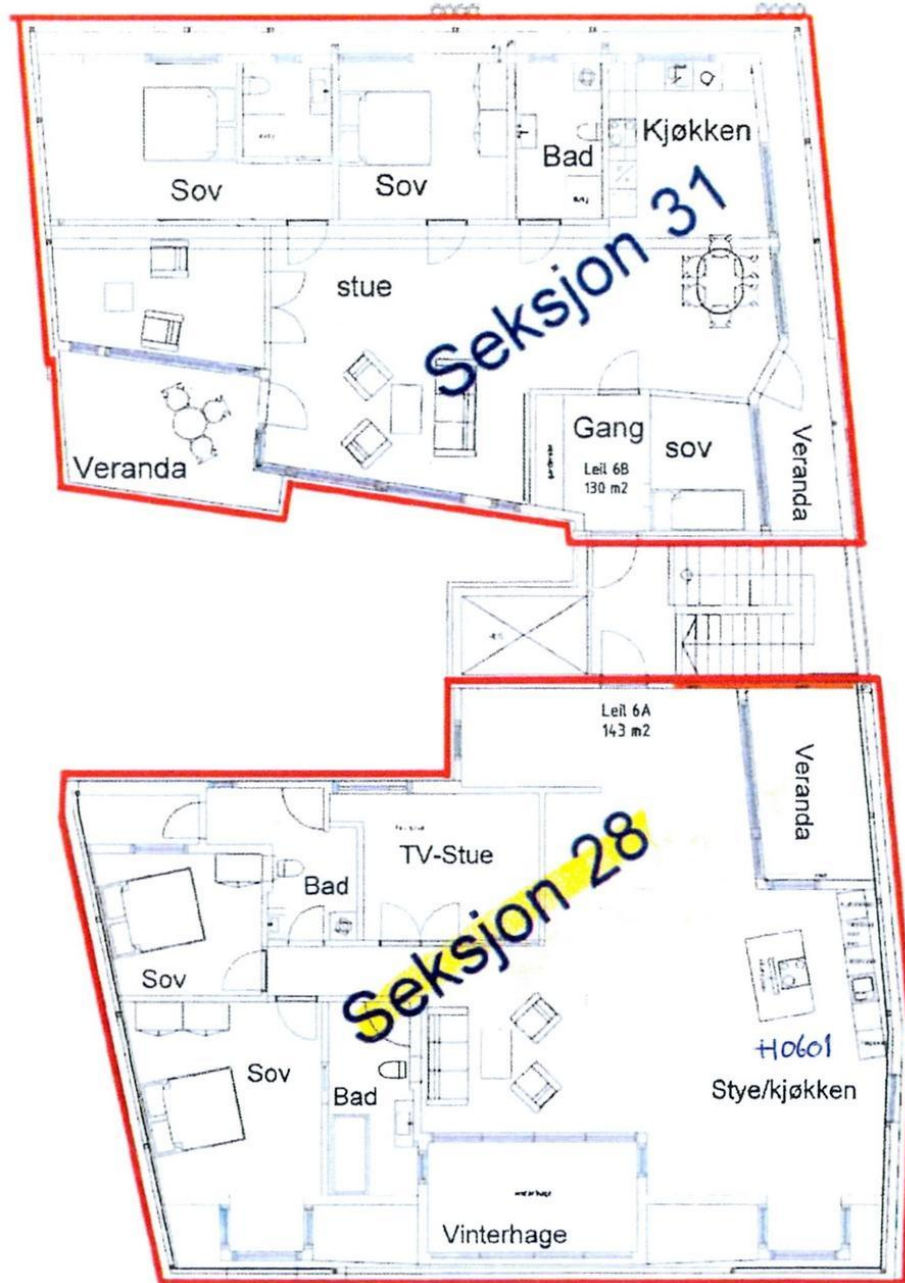 Sov
Sov
Bad
Kjøkken
Seksjon 31
stue
Veranda
Gang
Leil 6B
130 m2
sov
Veranda
Leil 6A
143 m2
Veranda
TV-Stue
Bad
Seksjon 28
Sov
Sov
Bad
H0601
Stye/kjøkken
Vinterhage